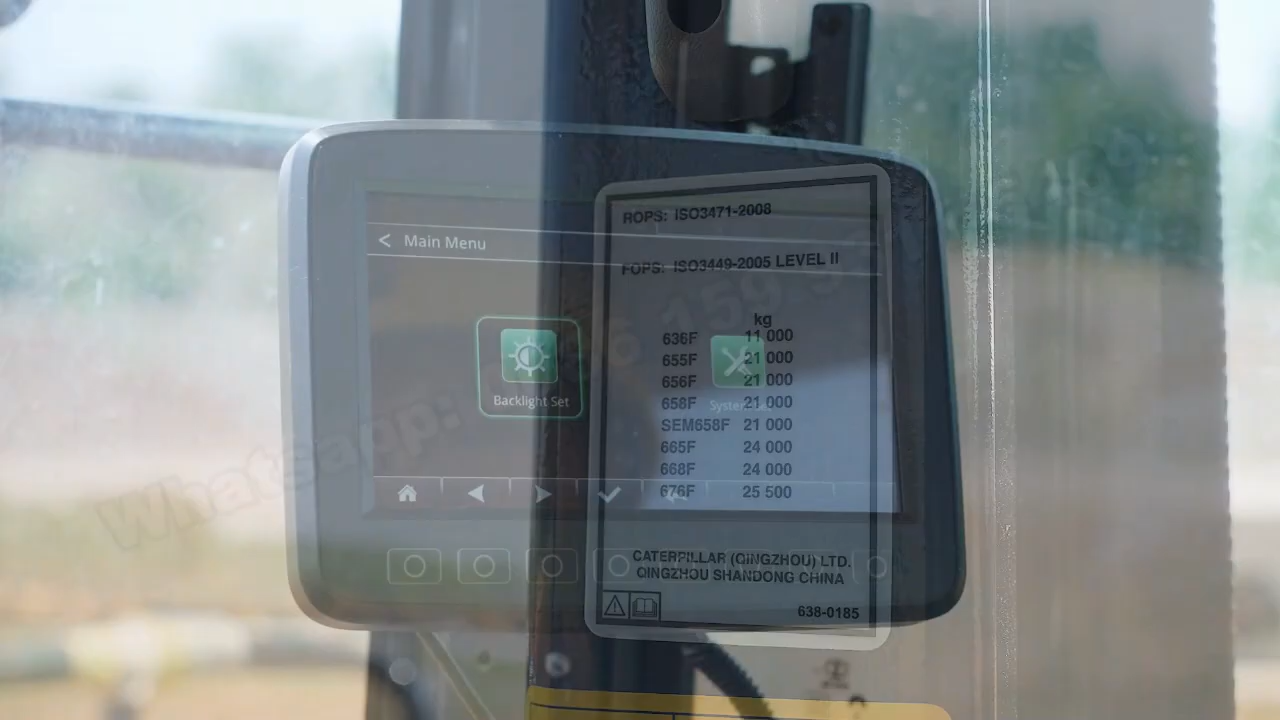 < Main Menu
Backlight Set
ROPS: ISO3471-2008
FOPS: ISO3449-2005 LEVEL II
kg
636F 11 000
655F 21 000
656F 21 000
658F 21 000
SEM658F 21 000
665F 24 000
668F 24 000
676F 25 500
CATERPILLAR (QINGZHOU) LTD.
QINGZHOU SHANDONG CHINA
638-0185
System
Whatsapp: